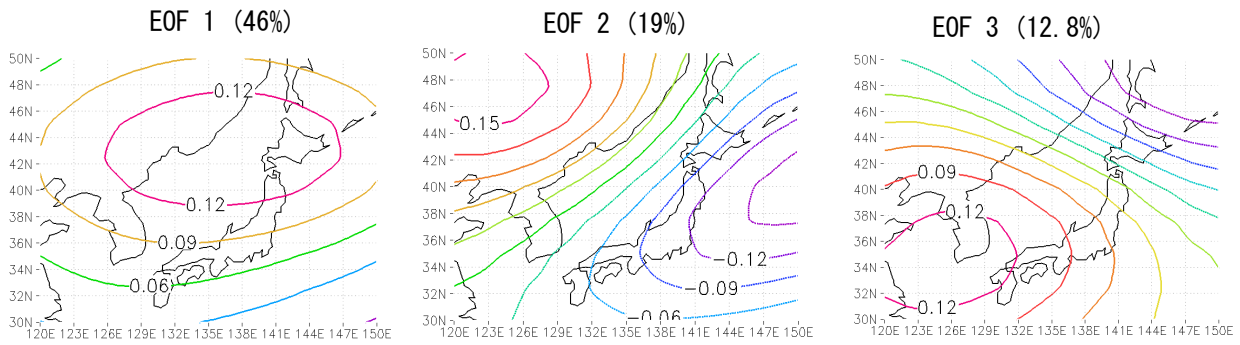 EOF 1 (46%)
50N
48N
46N
44N
42N
40N
38N
36N
34N
32N
30N
120E 123E 126E 129E 132E 135E 138E 141E 144E 147E 150E
0.12
0.12
0.09
0.06
EOF 2 (19%)
50N
48N
46N
44N
42N
40N
38N
36N
34N
32N
30N
120E 123E 126E 129E 132E 135E 138E 141E 144E 147E 150E
0.15
-0.12
-0.09
-0.06
EOF 3 (12.8%)
50N
48N
46N
44N
42N
40N
38N
36N
34N
32N
30N
120E 123E 126E 129E 132E 135E 138E 141E 144E 147E 150E
0.09
0.12
0.12